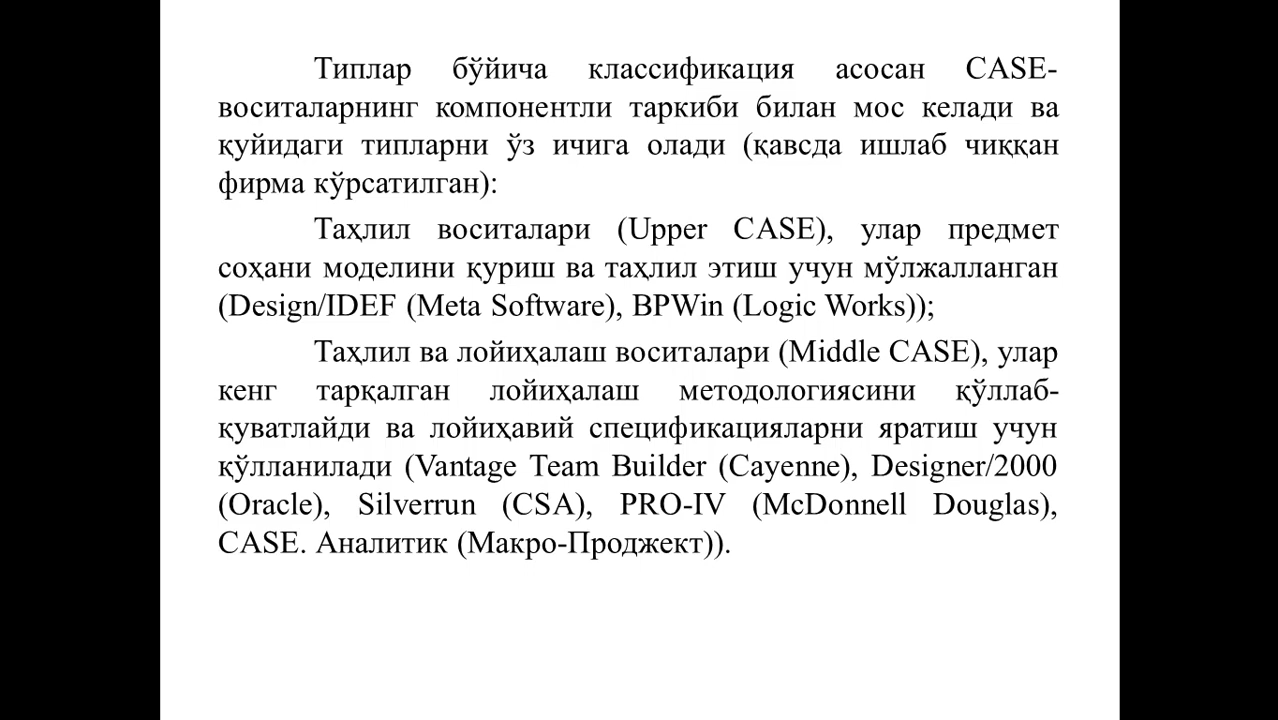 Типлар бўйича классификация асосан CASE-
воситаларнинг компонентли таркиби билан мос келади ва
қуйидаги типларни ўз ичига олади (қавсда ишлаб чиққан
фирма кўрсатилган):
Таҳлил воситалари (Upper CASE), улар предмет
соҳани моделини қуриш ва таҳлил этиш учун мўлжалланган
(Design/IDEF (Meta Software), BPWin (Logic Works));
Таҳлил ва лойиҳалаш воситалари (Middle CASE), улар
кенг тарқалган лойиҳалаш методологиясини қўллаб-
қуватлайди ва лойиҳавий спецификацияларни яратиш учун
қўлланилади (Vantage Team Builder (Cayenne), Designer/2000
(Oracle), Silverrun (CSA), PRO-IV (McDonnell Douglas),
CASE. Аналитик (Макро-Проджект)).